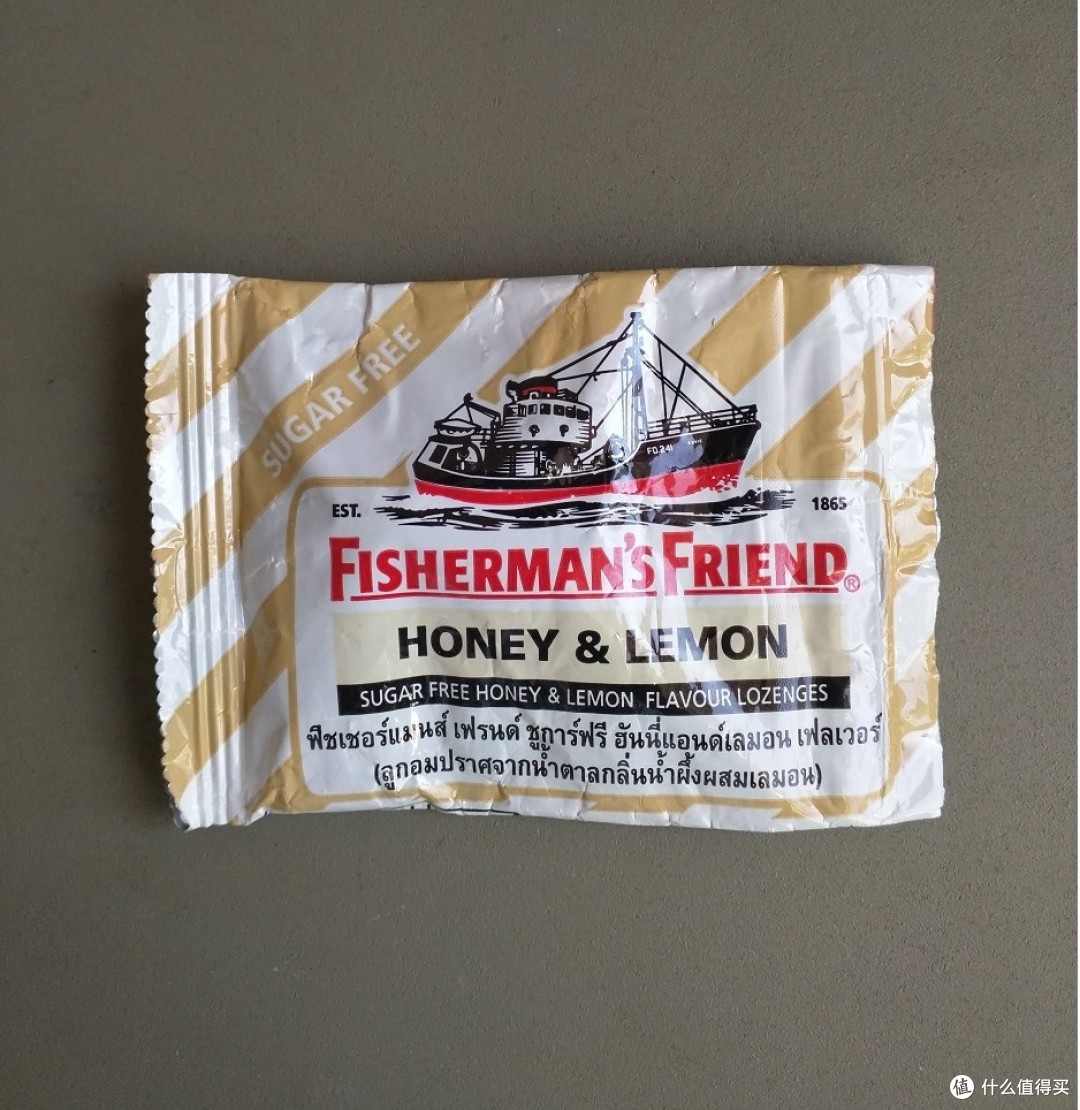 SUGAR FREE
FD.241
EST. 1865
FISHERMAN'S FRIEND®
HONEY & LEMON
SUGAR FREE HONEY & LEMON FLAVOUR LOZENGES
ฟิชเชอร์แมนส์ เฟรนด์ ชูการ์ฟรี ฮันนี่แอนด์เลมอน เฟลเวอร์
(ลูกอมปราศจากน้ำตาลกลิ่นน้ำผึ้งผสมเลมอน)
值 什么值得买